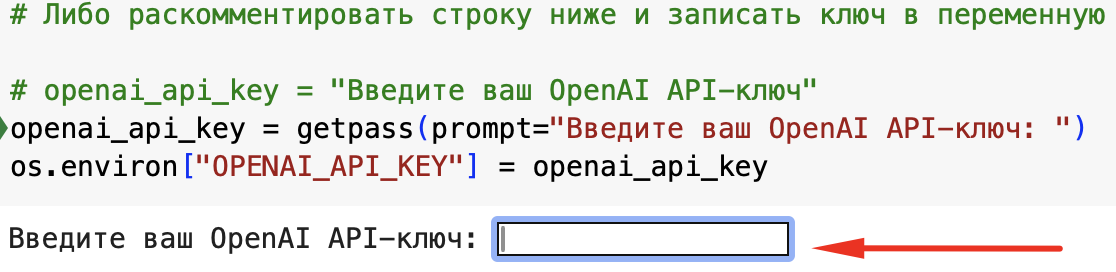 # Либо раскомментировать строку ниже и записать ключ в переменную
# openai_api_key = "Введите ваш OpenAI API–ключ"
openai_api_key = getpass(prompt="Введите ваш OpenAI API–ключ: ")
os.environ["OPENAI_API_KEY"] = openai_api_key
Введите ваш OpenAI API–ключ: